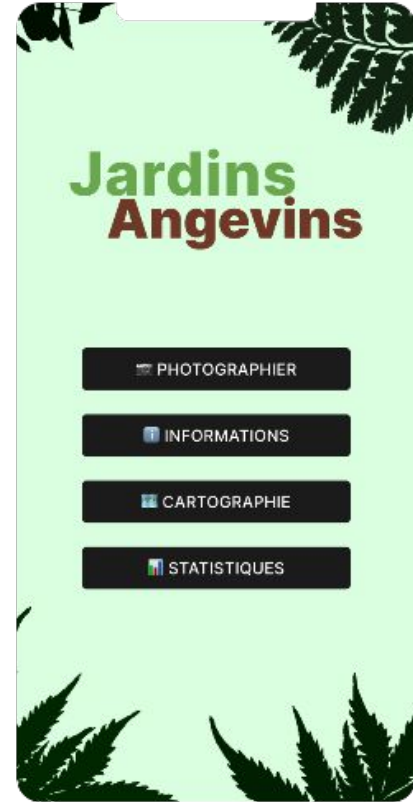 Jardins
Angevins
📷 PHOTOGRAPHIER
ℹ️ INFORMATIONS
🗺️ CARTOGRAPHIE
📊 STATISTIQUES